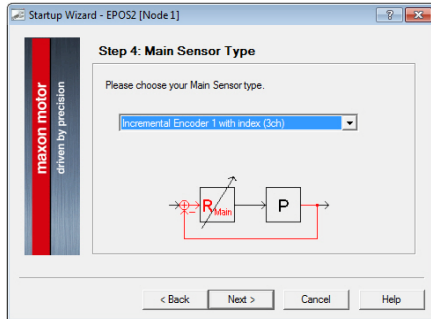 Startup Wizard - EPOS2 [Node 1]
Step 4: Main Sensor Type
maxon motor
driven by precision
Please choose your Main Sensor type.
Incremental Encoder 1 with index (3ch)
R Main
P
< Back
Next >
Cancel
Help